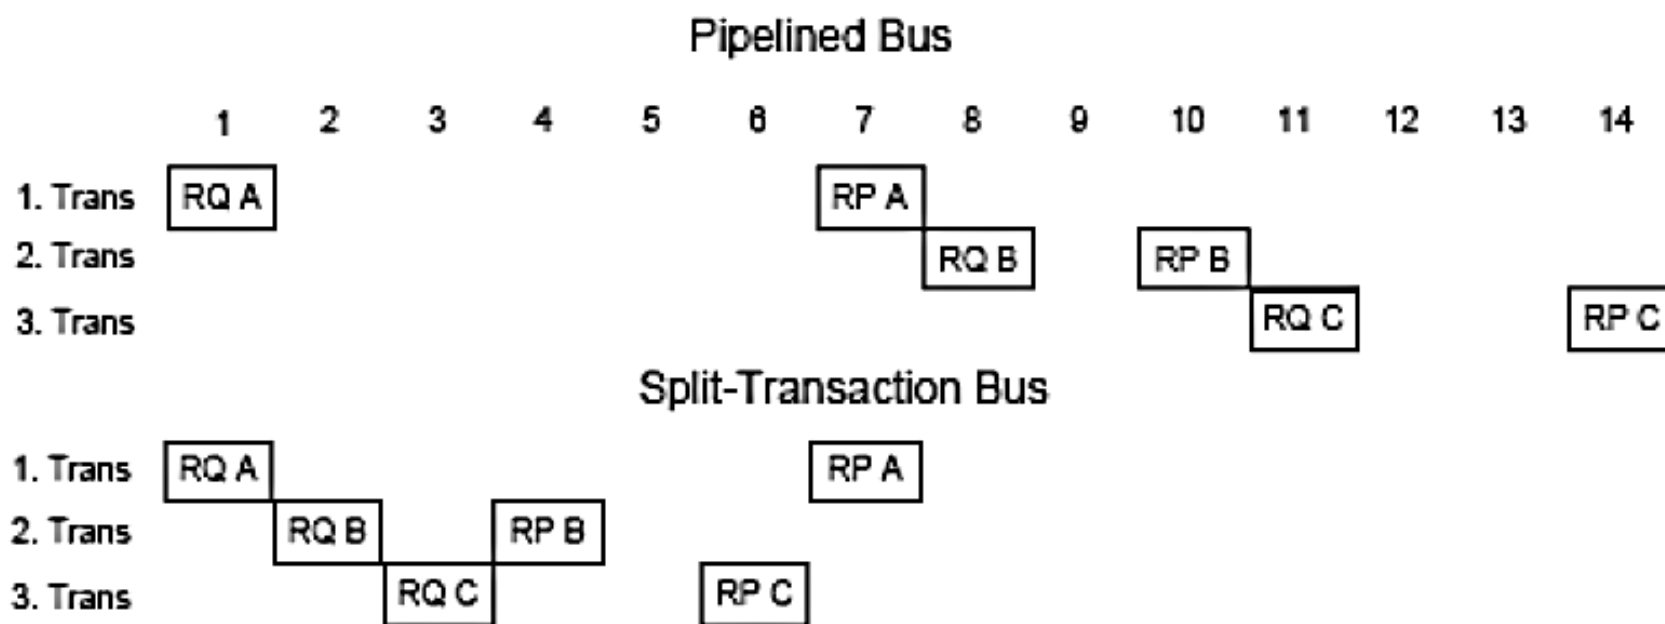 Pipelined Bus
1 2 3 4 5 6 7 8 9 10 11 12 13 14
1. Trans RQ A RP A
2. Trans RQ B RP B
3. Trans RQ C RP C
Split-Transaction Bus
1. Trans RQ A RP A
2. Trans RQ B RP B
3. Trans RQ C RP C